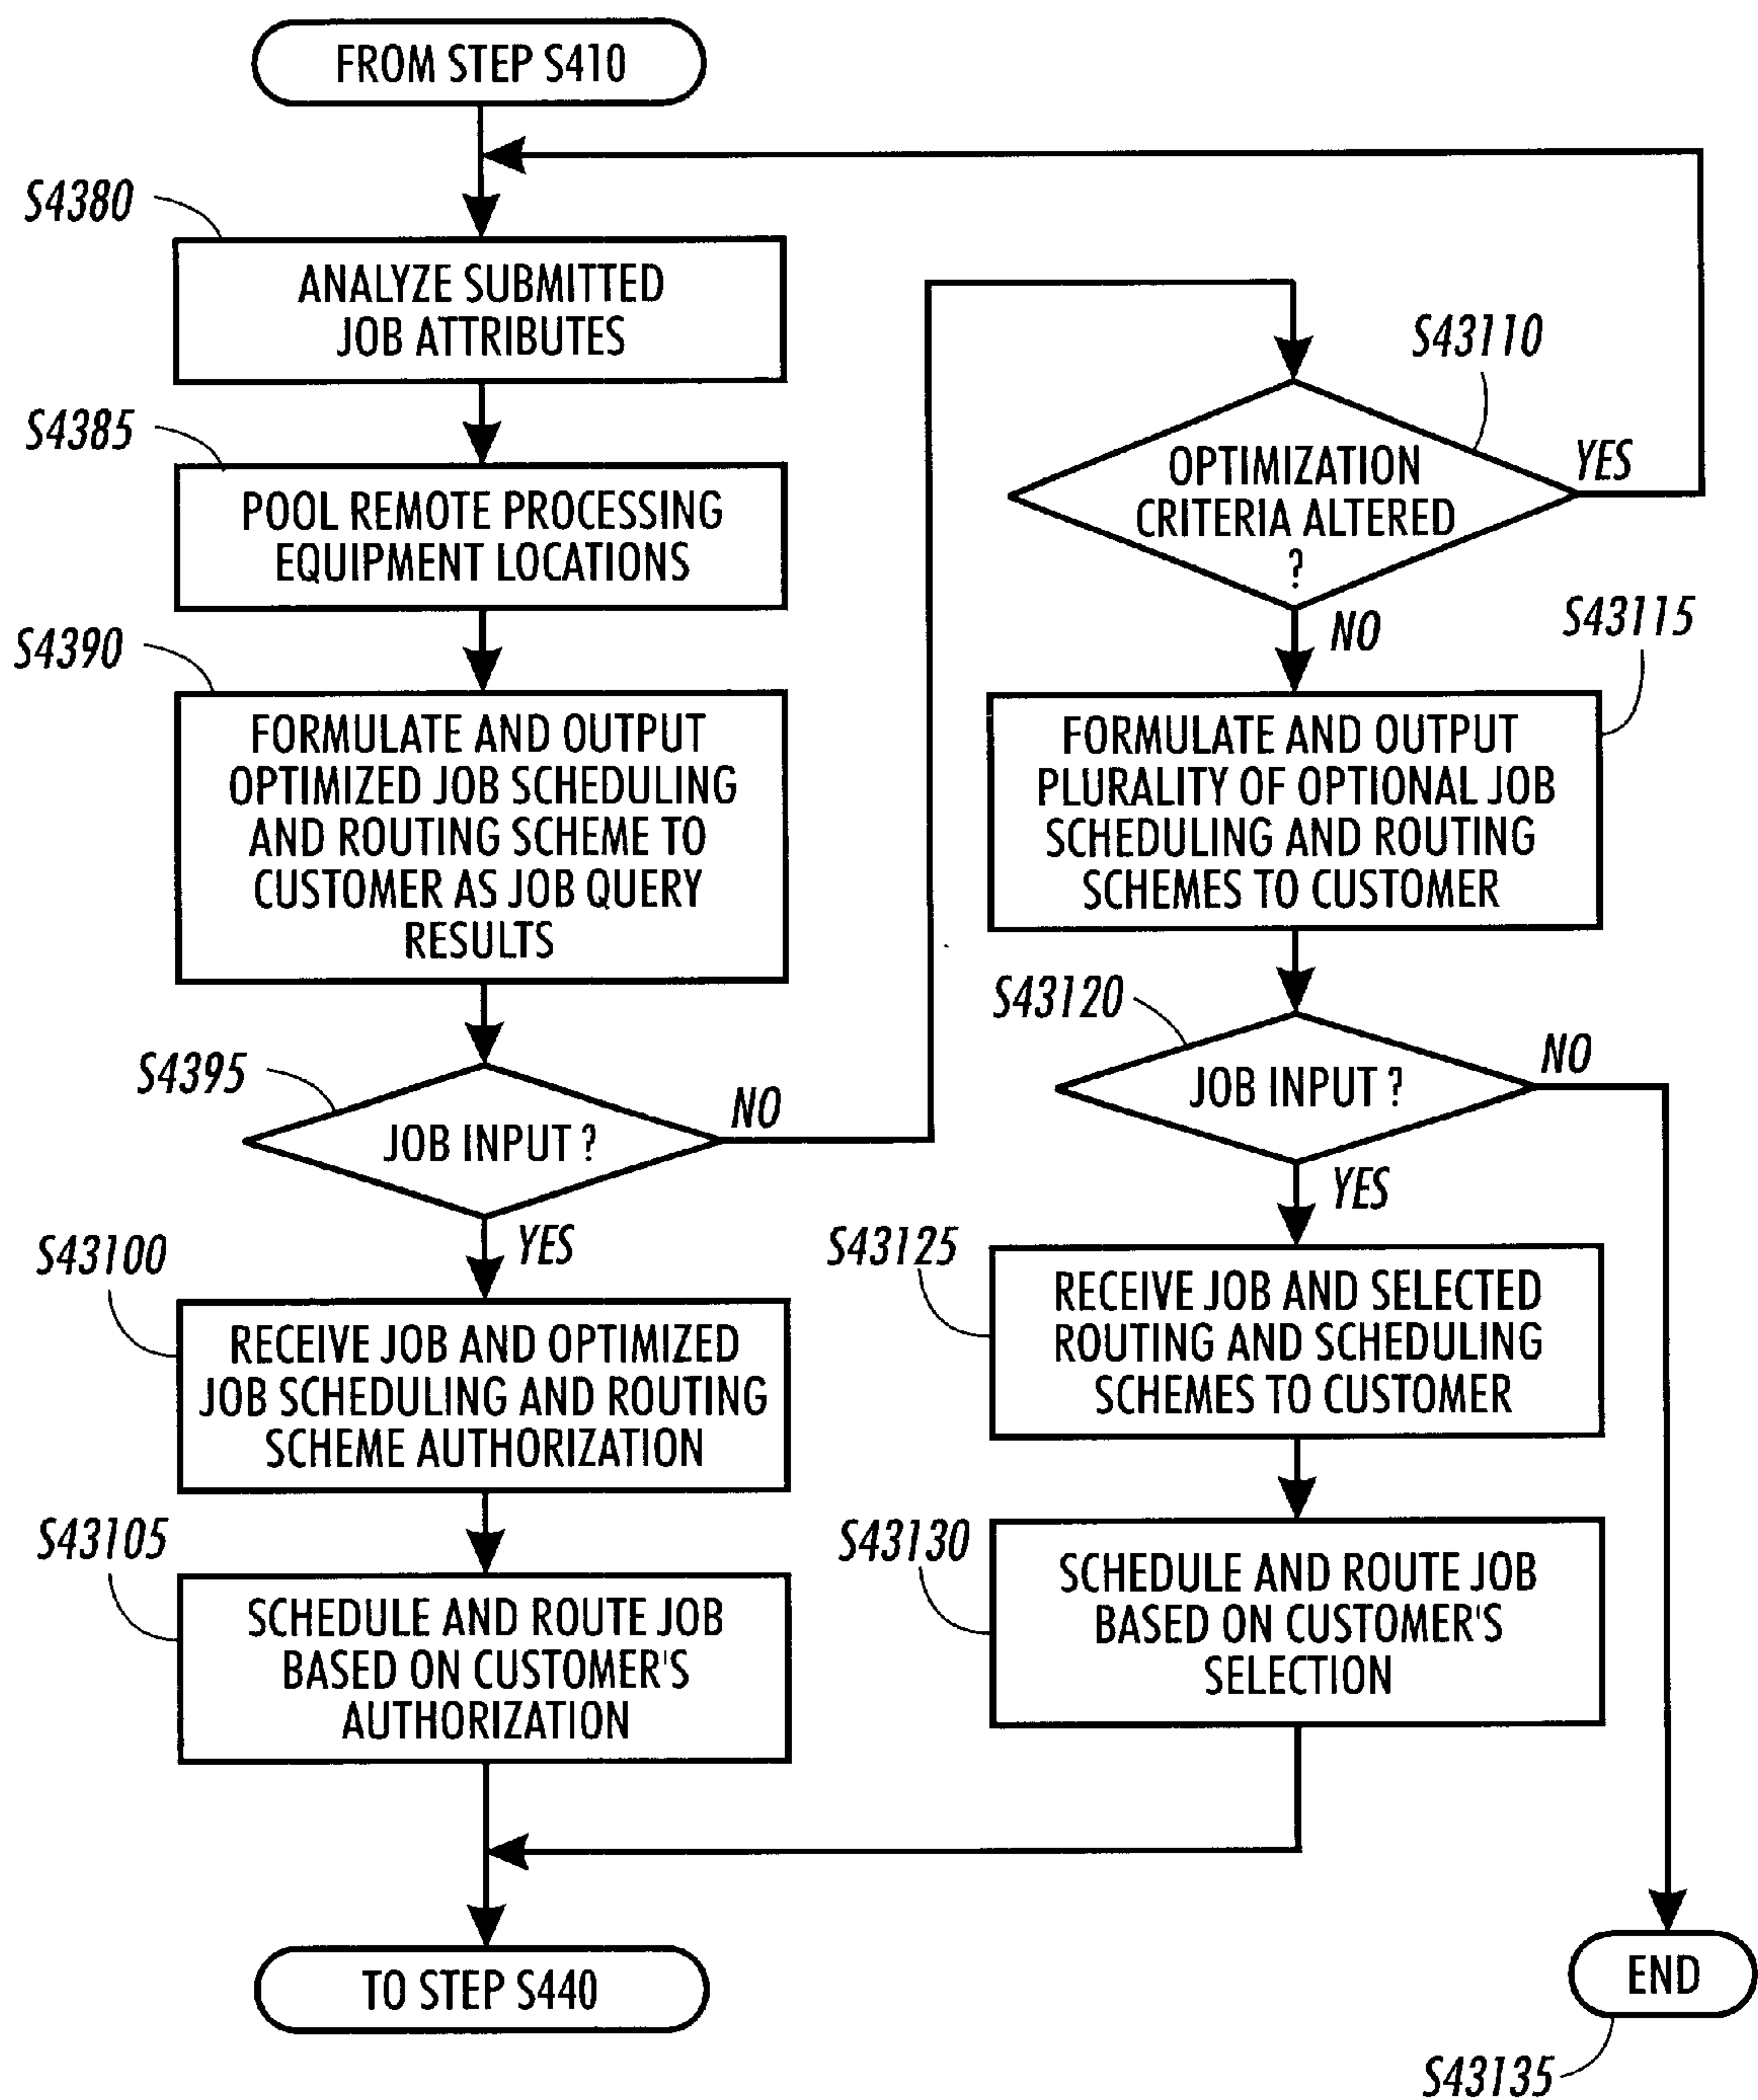 FROM STEP S410
S4380
ANALYZE SUBMITTED
JOB ATTRIBUTES
S4385
POOL REMOTE PROCESSING
EQUIPMENT LOCATIONS
S4390
FORMULATE AND OUTPUT
OPTIMIZED JOB SCHEDULING
AND ROUTING SCHEME TO
CUSTOMER AS JOB QUERY
RESULTS
S4395
JOB INPUT ?
NO
YES
S43100
RECEIVE JOB AND OPTIMIZED
JOB SCHEDULING AND ROUTING
SCHEME AUTHORIZATION
S43105
SCHEDULE AND ROUTE JOB
BASED ON CUSTOMER'S
AUTHORIZATION
TO STEP S440
S43110
OPTIMIZATION
CRITERIA ALTERED
?
YES
NO
S43115
FORMULATE AND OUTPUT
PLURALITY OF OPTIONAL JOB
SCHEDULING AND ROUTING
SCHEMES TO CUSTOMER
S43120
JOB INPUT ?
NO
YES
S43125
RECEIVE JOB AND SELECTED
ROUTING AND SCHEDULING
SCHEMES TO CUSTOMER
S43130
SCHEDULE AND ROUTE JOB
BASED ON CUSTOMER'S
SELECTION
END
S43135